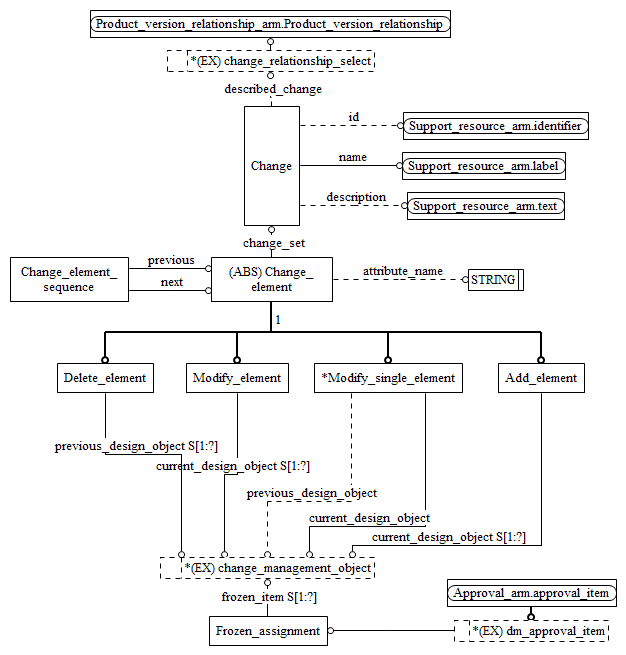 Product_version_relationship_arm.Product_version_relationship
*(EX) change_relationship_select
described_change
id
Support_resource_arm.identifier
Change
name
Support_resource_arm.label
description
Support_resource_arm.text
change_set
Change_element_
sequence
previous
next
(ABS) Change_
element
attribute_name
STRING
1
Delete_element
Modify_element
*Modify_single_element
Add_element
previous_design_object S[1:?]
current_design_object S[1:?]
previous_design_object
current_design_object
current_design_object S[1:?]
*(EX) change_management_object
frozen_item S[1:?]
Approval_arm.approval_item
Frozen_assignment
*(EX) dm_approval_item